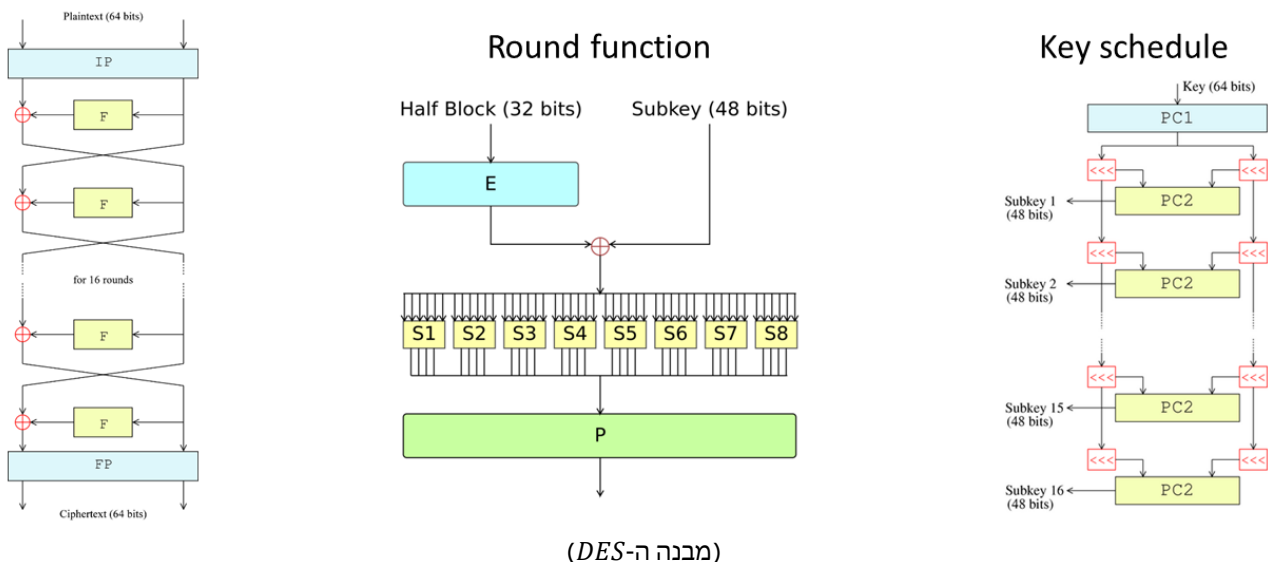 Plaintext (64 bits)
IP
F
F
for 16 rounds
F
F
FP
Ciphertext (64 bits)
Round function
Half Block (32 bits)
Subkey (48 bits)
E
S1 S2 S3 S4 S5 S6 S7 S8
P
Key schedule
Key (64 bits)
PC1
<<< <<<
PC2
Subkey 1
(48 bits)
<<< <<<
PC2
Subkey 2
(48 bits)
<<< <<<
PC2
Subkey 15
(48 bits)
<<< <<<
PC2
Subkey 16
(48 bits)
(מבנה ה-DES)